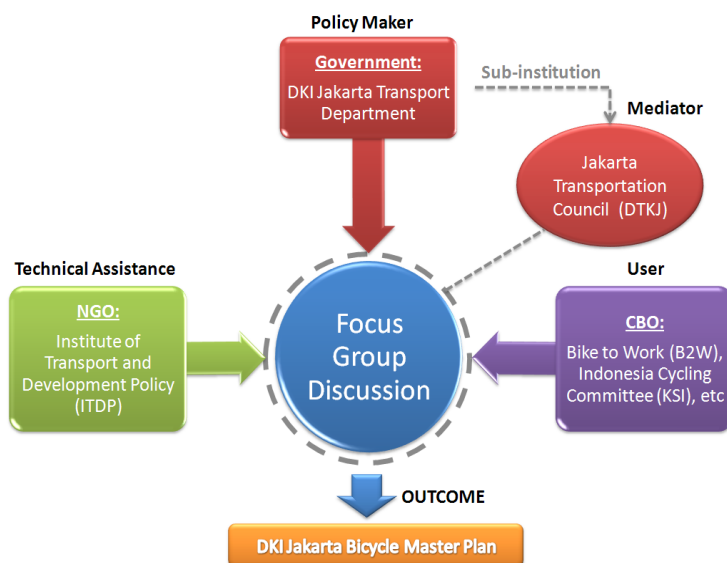 Policy Maker
Government:
DKI Jakarta Transport
Department
Sub-institution
Mediator
Jakarta
Transportation
Council (DTKJ)
Technical Assistance
NGO:
Institute of
Transport and
Development Policy
(ITDP)
Focus
Group
Discussion
User
CBO:
Bike to Work (B2W),
Indonesia Cycling
Committee (KSI), etc
OUTCOME
DKI Jakarta Bicycle Master Plan